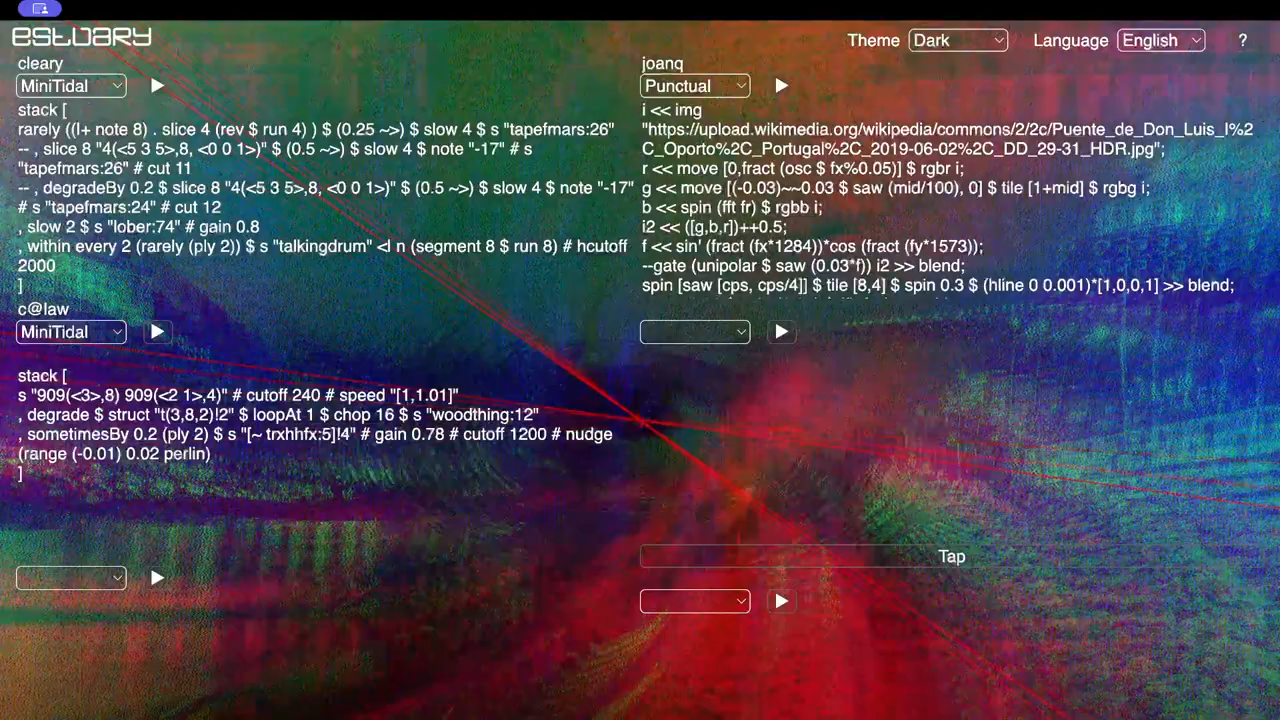 estuary
Theme Dark Language English ?
cleary
MiniTidal
stack [
rarely ((|+ note 8) . slice 4 (rev $ run 4) ) $ (0.25 ~>) $ slow 4 $ s "tapefmars:26"
-- , slice 8 "4(<5 3 5>,8, <0 0 1>)" $ (0.5 ~>) $ slow 4 $ note "-17" # s
"tapefmars:26" # cut 11
-- , degradeBy 0.2 $ slice 8 "4(<5 3 5>,8, <0 0 1>)" $ (0.5 ~>) $ slow 4 $ note "-17"
# s "tapefmars:24" # cut 12
, slow 2 $ s "lober:74" # gain 0.8
, within every 2 (rarely (ply 2)) $ s "talkingdrum" <| n (segment 8 $ run 8) # hcutoff
2000
]
joanq
Punctual
i << img
"https://upload.wikimedia.org/wikipedia/commons/2/2c/Puente_de_Don_Luis_I%2
C_Oporto%2C_Portugal%2C_2019-06-02%2C_DD_29-31_HDR.jpg";
r << move [0,fract (osc $ fx%0.05)] $ rgbr i;
g << move [(-0.03)~~0.03 $ saw (mid/100), 0] $ tile [1+mid] $ rgbg i;
b << spin (fft fr) $ rgbb i;
i2 << ([g,b,r])++0.5;
f << sin' (fract (fx*1284))*cos (fract (fy*1573));
--gate (unipolar $ saw (0.03*f)) i2 >> blend;
spin [saw [cps, cps/4]] $ tile [8,4] $ spin 0.3 $ (hline 0 0.001)*[1,0,0,1] >> blend;
c@law
MiniTidal
stack [
s "909(<3>,8) 909(<2 1>,4)" # cutoff 240 # speed "[1,1.01]"
, degrade $ struct "t(3,8,2)!2" $ loopAt 1 $ chop 16 $ s "woodthing:12"
, sometimesBy 0.2 (ply 2) $ s "[~ trxhhfx:5]!4" # gain 0.78 # cutoff 1200 # nudge
(range (-0.01) 0.02 perlin)
]
Tap